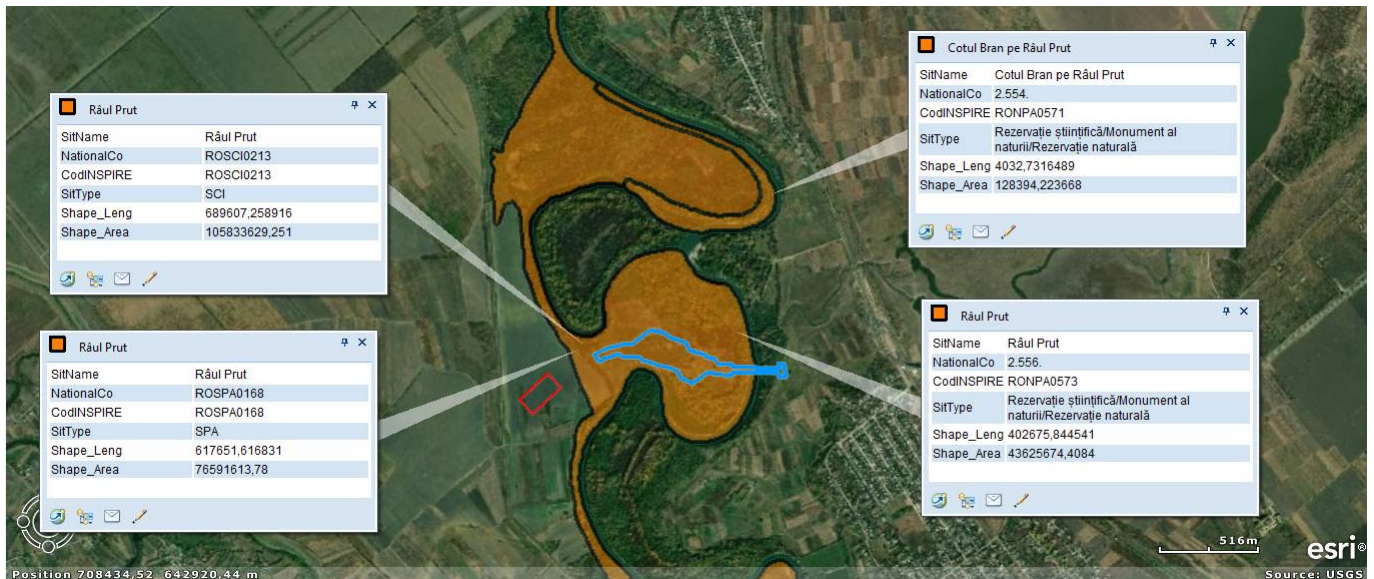 Râul Prut
SitName Râul Prut
NationalCo ROSCI0213
CodINSPIRE ROSCI0213
SitType SCI
Shape_Leng 689607,258916
Shape_Area 105833629,251
Râul Prut
SitName Râul Prut
NationalCo ROSPA0168
CodINSPIRE ROSPA0168
SitType SPA
Shape_Leng 617651,616831
Shape_Area 76591613,78
Cotul Bran pe Râul Prut
SitName Cotul Bran pe Râul Prut
NationalCo 2.554.
CodINSPIRE RONPA0571
SitType Rezervație științifică/Monument al
naturii/Rezervație naturală
Shape_Leng 4032,7316489
Shape_Area 128394,223668
Râul Prut
SitName Râul Prut
NationalCo 2.556.
CodINSPIRE RONPA0573
SitType Rezervație științifică/Monument al
naturii/Rezervație naturală
Shape_Leng 402675,844541
Shape_Area 43625674,4084
516m
esri
Position 708434,52 642920,44 m
Source: USGS